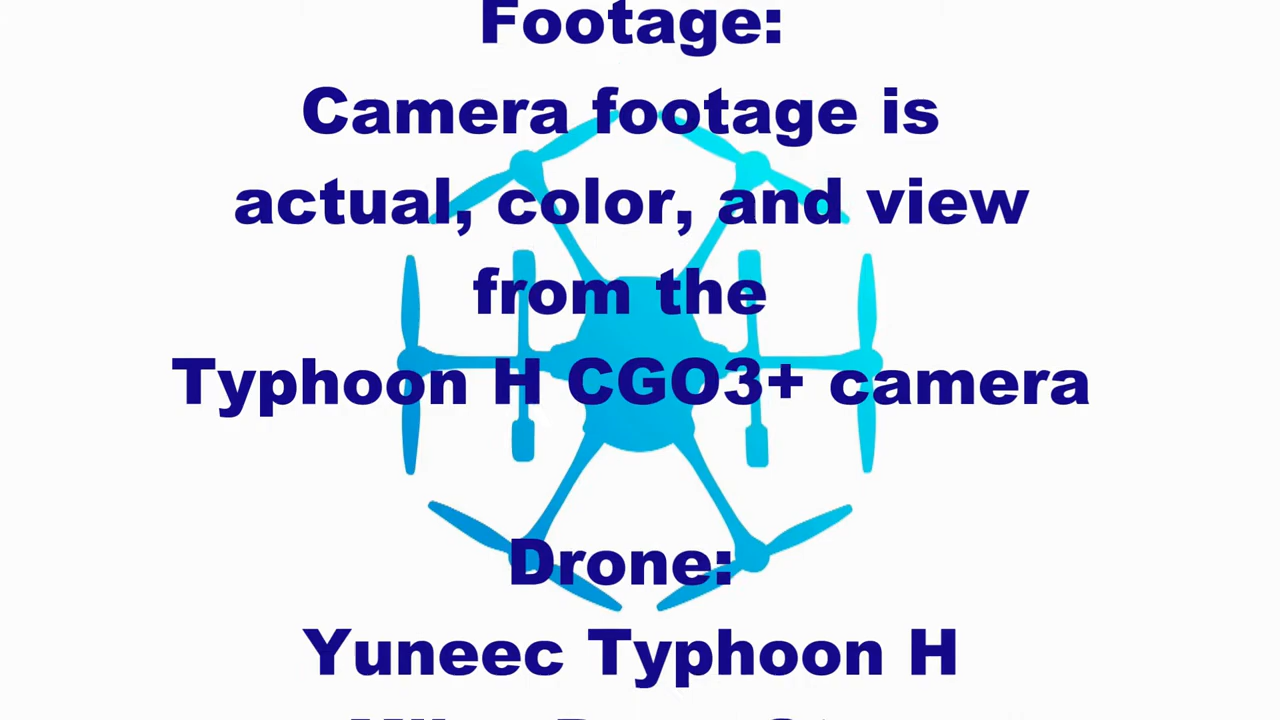 Footage:
Camera footage is
actual, color, and view
from the
Typhoon H CGO3+ camera
Drone:
Yuneec Typhoon H